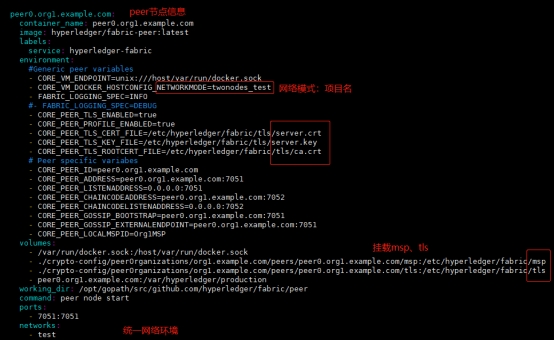 peer0.org1.example.com: peer节点信息
container_name: peer0.org1.example.com
image: hyperledger/fabric-peer:latest
labels:
service: hyperledger-fabric
environment:
#Generic peer variables
- CORE_VM_ENDPOINT=unix:///host/var/run/docker.sock
- CORE_VM_DOCKER_HOSTCONFIG_NETWORKMODE=twonodes_test 网络模式：项目名
- FABRIC_LOGGING_SPEC=INFO
#- FABRIC_LOGGING_SPEC=DEBUG
- CORE_PEER_TLS_ENABLED=true
- CORE_PEER_PROFILE_ENABLED=true
- CORE_PEER_TLS_CERT_FILE=/etc/hyperledger/fabric/tls/server.crt
- CORE_PEER_TLS_KEY_FILE=/etc/hyperledger/fabric/tls/server.key
- CORE_PEER_TLS_ROOTCERT_FILE=/etc/hyperledger/fabric/tls/ca.crt
# Peer specific variabes
- CORE_PEER_ID=peer0.org1.example.com
- CORE_PEER_ADDRESS=peer0.org1.example.com:7051
- CORE_PEER_LISTENADDRESS=0.0.0.0:7051
- CORE_PEER_CHAINCODEADDRESS=peer0.org1.example.com:7052
- CORE_PEER_CHAINCODELISTENADDRESS=0.0.0.0:7052
- CORE_PEER_GOSSIP_BOOTSTRAP=peer0.org1.example.com:7051
- CORE_PEER_GOSSIP_EXTERNALENDPOINT=peer0.org1.example.com:7051
- CORE_PEER_LOCALMSPID=Org1MSP
volumes: 挂载msp，tls
- /var/run/docker.sock:/host/var/run/docker.sock
- ./crypto-config/peerOrganizations/org1.example.com/peers/peer0.org1.example.com/msp:/etc/hyperledger/fabric/msp
- ./crypto-config/peerOrganizations/org1.example.com/peers/peer0.org1.example.com/tls:/etc/hyperledger/fabric/tls
- peer0.org1.example.com:/var/hyperledger/production
working_dir: /opt/gopath/src/github.com/hyperledger/fabric/peer
command: peer node start
ports:
- 7051:7051
networks: 统一网络环境
- test